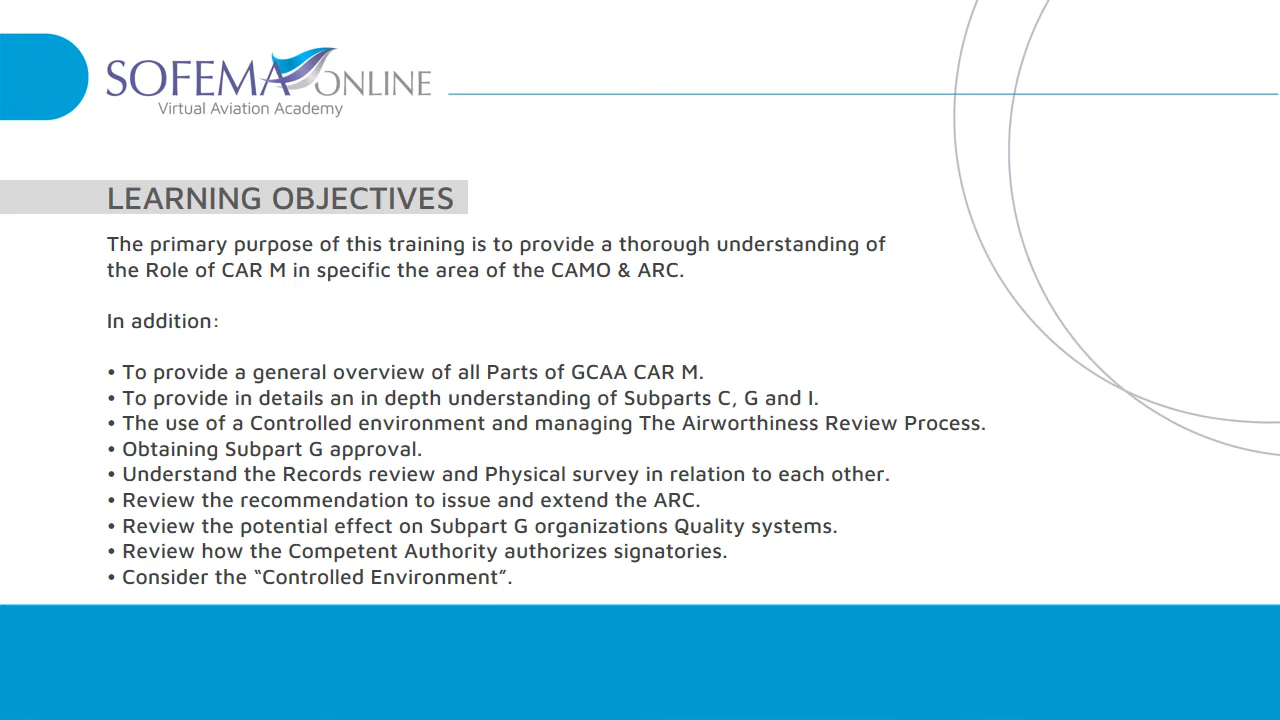 SOFEMA ONLINE
Virtual Aviation Academy
LEARNING OBJECTIVES
The primary purpose of this training is to provide a thorough understanding of
the Role of CAR M in specific the area of the CAMO & ARC.
In addition:
• To provide a general overview of all Parts of GCAA CAR M.
• To provide in details an in depth understanding of Subparts C, G and I.
• The use of a Controlled environment and managing The Airworthiness Review Process.
• Obtaining Subpart G approval.
• Understand the Records review and Physical survey in relation to each other.
• Review the recommendation to issue and extend the ARC.
• Review the potential effect on Subpart G organizations Quality systems.
• Review how the Competent Authority authorizes signatories.
• Consider the “Controlled Environment”.